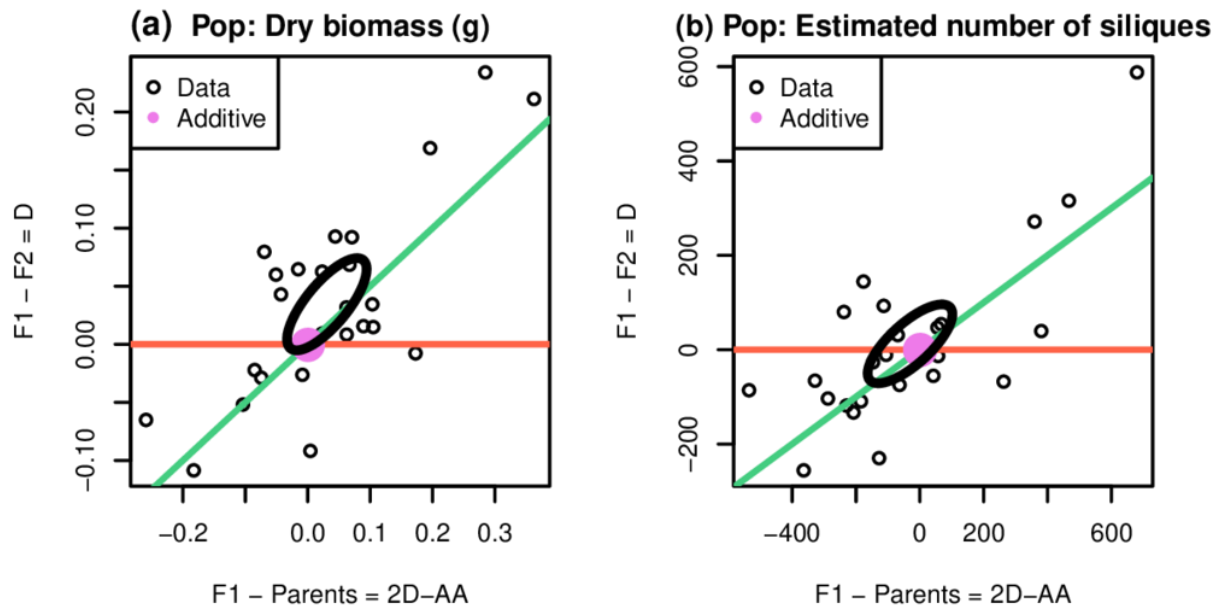 (a) Pop: Dry biomass (g)
Data
Additive
F1 − F2 = D
0.20
0.10
0.00
−0.10
−0.2
0.0
0.1
0.2
0.3
F1 − Parents = 2D−AA
(b) Pop: Estimated number of siliques
Data
Additive
F1 − F2 = D
600
400
200
0
−200
−400
0
200
600
F1 − Parents = 2D−AA